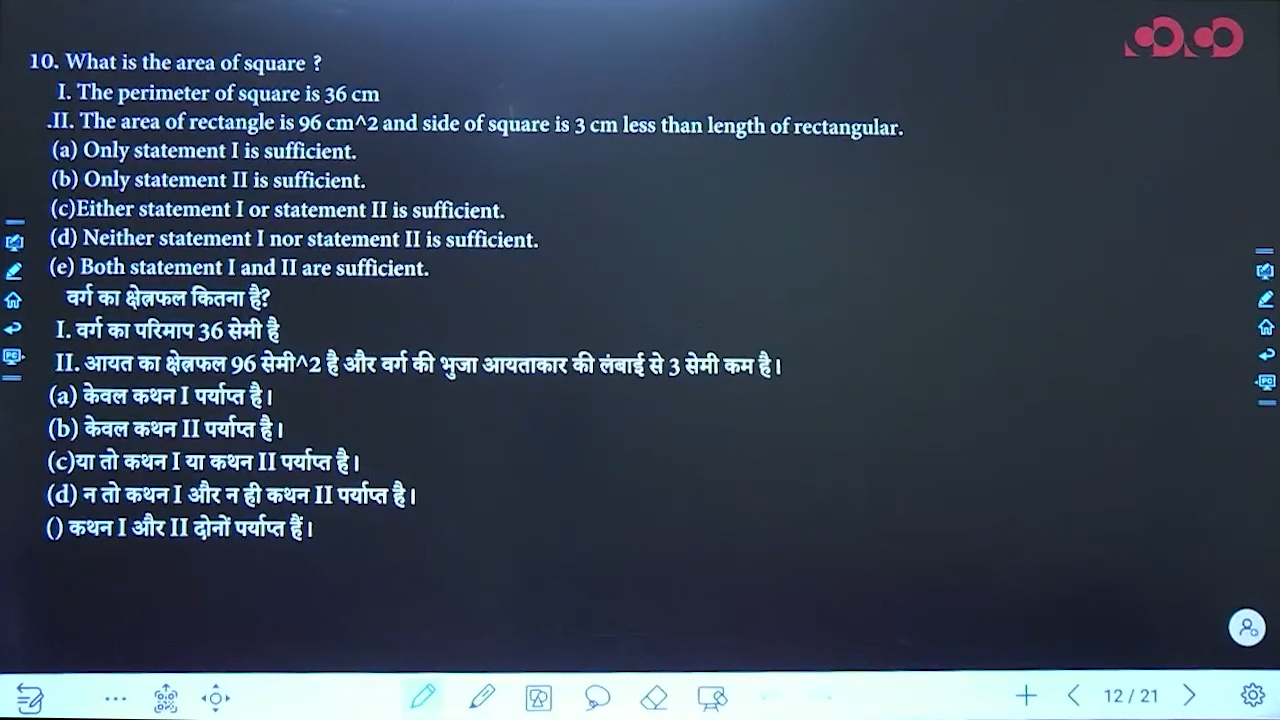 10. What is the area of square ?
I. The perimeter of square is 36 cm
.II. The area of rectangle is 96 cm^2 and side of square is 3 cm less than length of rectangular.
(a) Only statement I is sufficient.
(b) Only statement II is sufficient.
(c)Either statement I or statement II is sufficient.
(d) Neither statement I nor statement II is sufficient.
(e) Both statement I and II are sufficient.
वर्ग का क्षेत्रफल कितना है?
I. वर्ग का परिमाप 36 सेमी है
II. आयत का क्षेत्रफल 96 सेमी^2 है और वर्ग की भुजा आयताकार की लंबाई से 3 सेमी कम है।
(a) केवल कथन I पर्याप्त है।
(b) केवल कथन II पर्याप्त है।
(c)या तो कथन I या कथन II पर्याप्त है।
(d) न तो कथन I और न ही कथन II पर्याप्त है।
() कथन I और II दोनों पर्याप्त हैं।
12 / 21